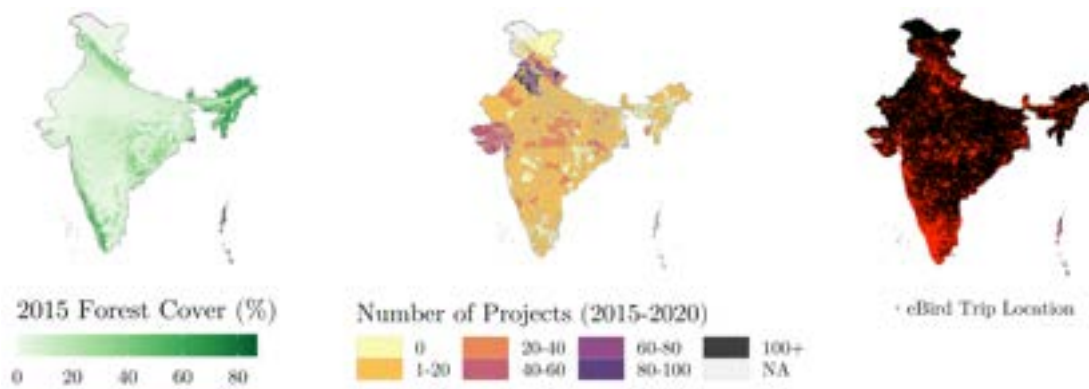 2015 Forest Cover (%)
0 20 40 60 80
Number of Projects (2015-2020)
0 20-40 60-80 100+
1-20 40-60 80-100 NA
eBird Trip Location